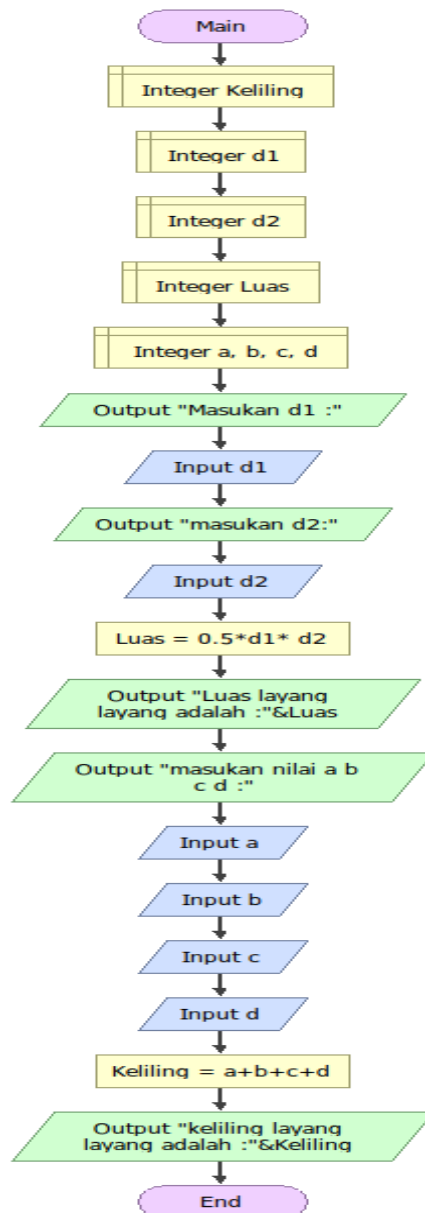 Main
Integer Keliling
Integer d1
Integer d2
Integer Luas
Integer a, b, c, d
Output "Masukan d1 :"
Input d1
Output "masukan d2:"
Input d2
Luas = 0.5*d1* d2
Output "Luas layang
layang adalah :"&Luas
Output "masukan nilai a b
c d :"
Input a
Input b
Input c
Input d
Keliling = a+b+c+d
Output "keliling layang
layang adalah :"&Keliling
End